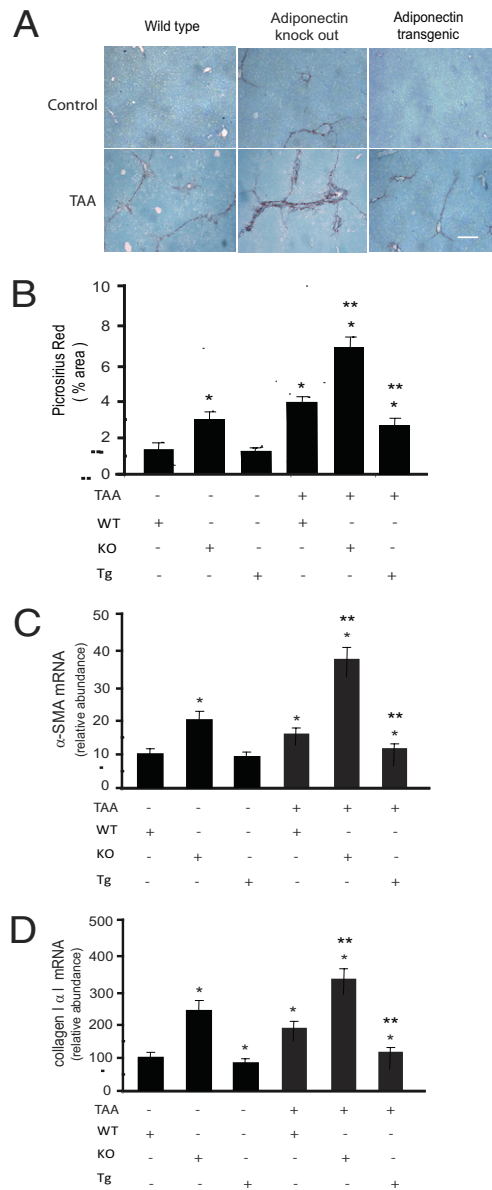 A
Wild type
Adiponectin
knock out
Adiponectin
transgenic
Control
TAA
B
Picrosirius Red
( % area)
10
8
6
4
2
0
*
*
**
*
**
*
TAA - - - + + +
WT + - - + - -
KO - + - - + -
Tg - - + - - +
C
α-SMA mRNA
(relative abundance)
50
40
30
20
10
0
*
*
**
*
**
*
TAA - - - + + +
WT + - - + - -
KO - + - - + -
Tg - - + - - +
D
collagen I α I mRNA
(relative abundance)
500
400
300
200
100
0
*
*
*
**
*
**
*
TAA - - - + + +
WT + - - + - -
KO - + - - + -
Tg - - + - - +